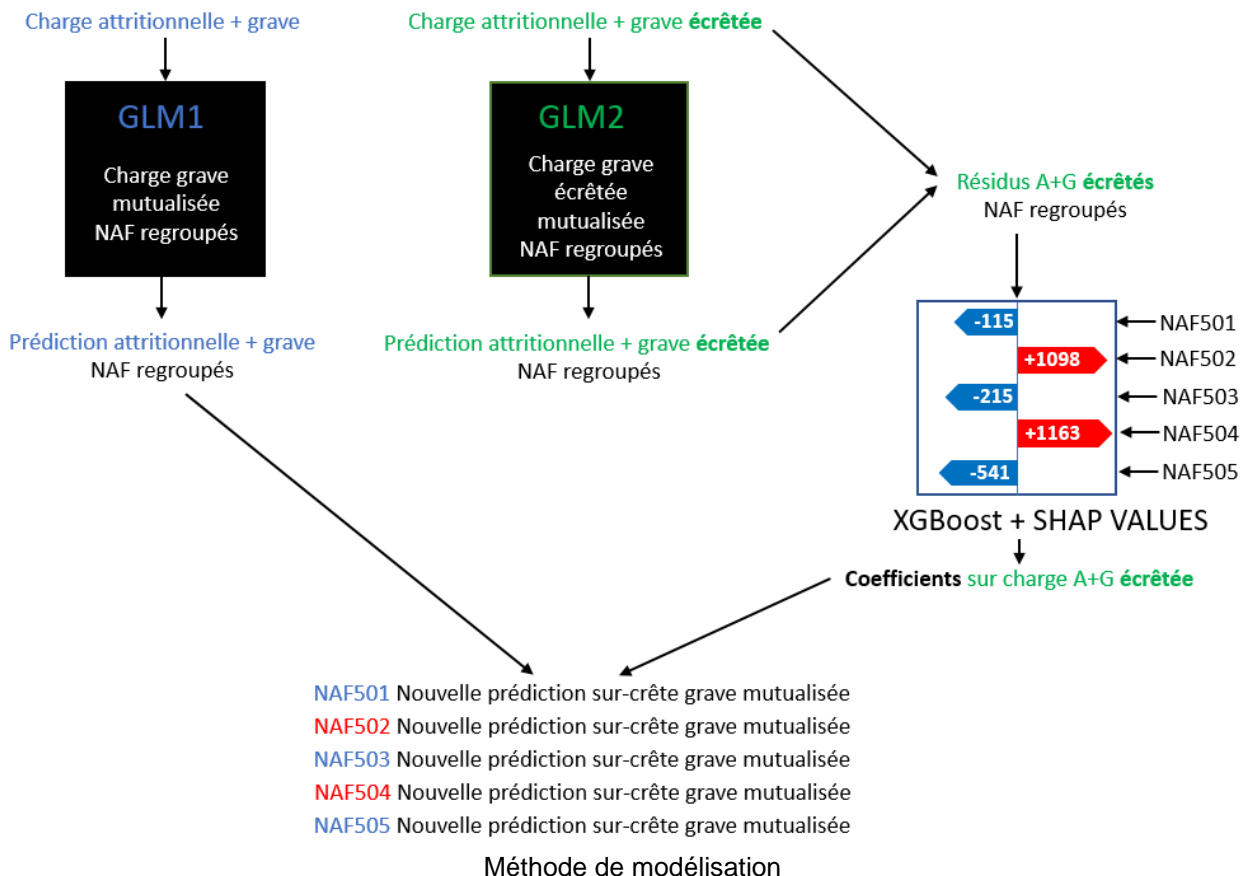 Charge attritionnelle + grave
Charge attritionnelle + grave écrêtée
GLM1
Charge grave
mutualisée
NAF regroupés
GLM2
Charge grave
écrêtée
mutualisée
NAF regroupés
Résidus A+G écrêtés
NAF regroupés
Prédiction attritionnelle + grave
NAF regroupés
Prédiction attritionnelle + grave écrêtée
NAF regroupés
-115
NAF501
+1098
NAF502
-215
NAF503
+1163
NAF504
-541
NAF505
XGBoost + SHAP VALUES
Coefficients sur charge A+G écrêtée
NAF501 Nouvelle prédiction sur-crête grave mutualisée
NAF502 Nouvelle prédiction sur-crête grave mutualisée
NAF503 Nouvelle prédiction sur-crête grave mutualisée
NAF504 Nouvelle prédiction sur-crête grave mutualisée
NAF505 Nouvelle prédiction sur-crête grave mutualisée
Méthode de modélisation